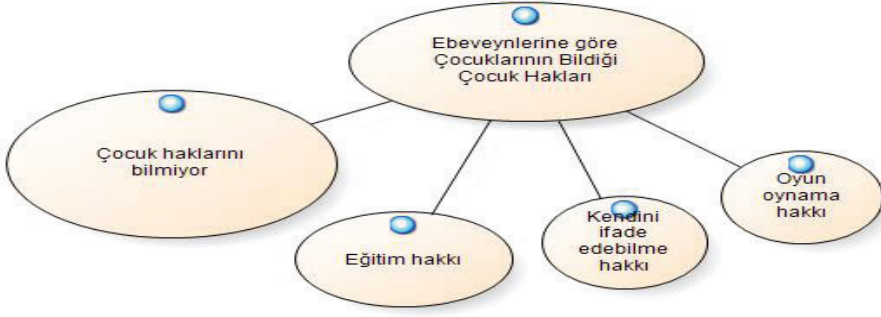 Ebeveynlerine göre
Çocuklarının Bildiği
Çocuk Hakları
Çocuk haklarını
bilmiyor
Eğitim hakkı
Kendini
ifade
edebilme
hakkı
Oyun
oynama
hakkı